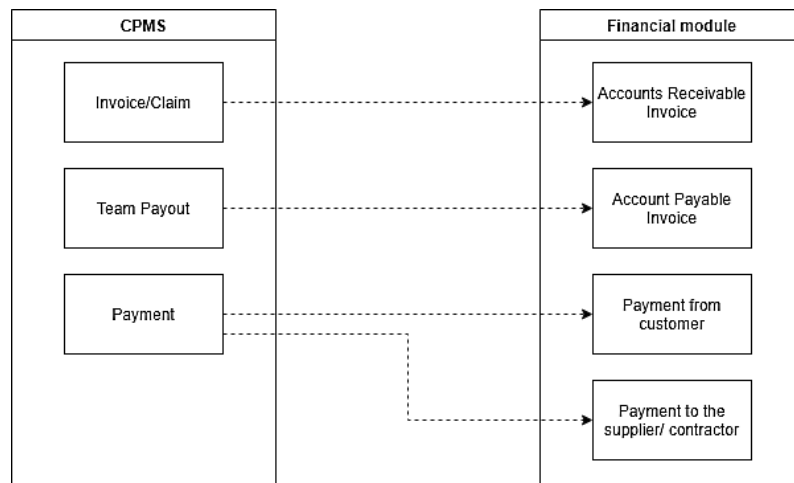 CPMS
Financial module
Invoice/Claim
Accounts Receivable
Invoice
Team Payout
Account Payable
Invoice
Payment
Payment from
customer
Payment to the
supplier/ contractor